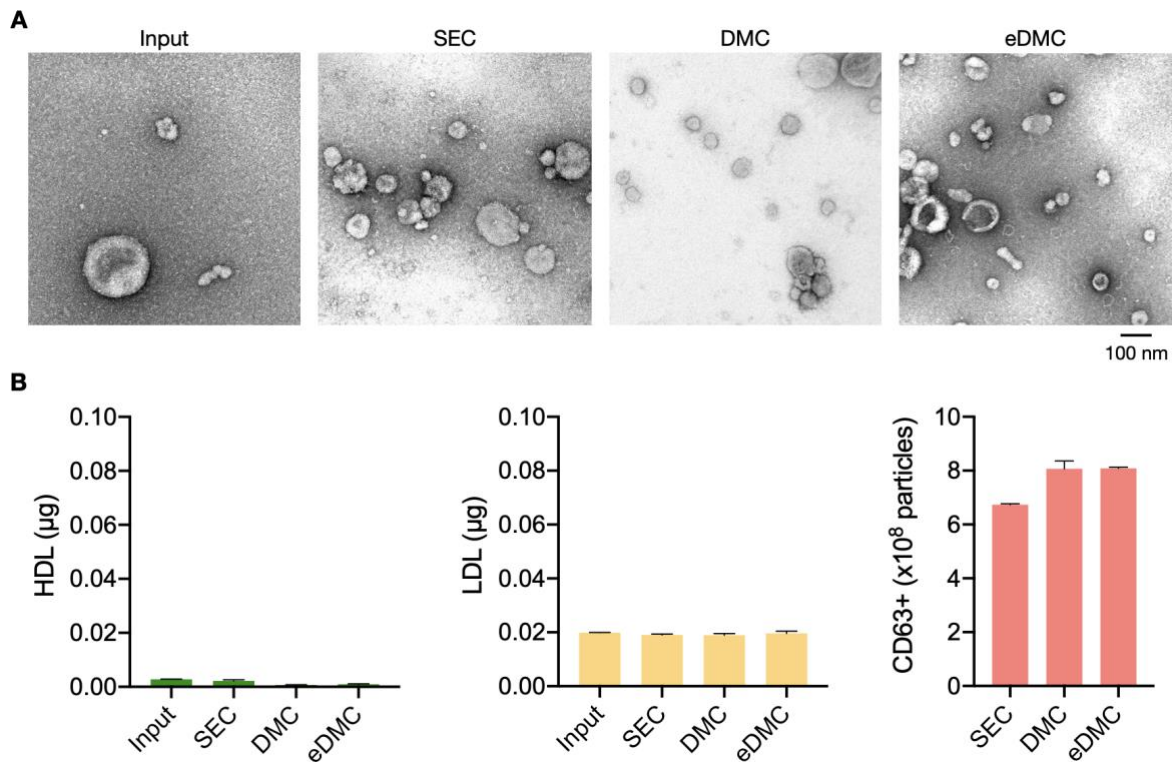 A
Input SEC DMC eDMC
100 nm
B
HDL (µg)
0.10
0.08
0.06
0.04
0.02
0.00
Input SEC DMC eDMC
LDL (µg)
0.10
0.08
0.06
0.04
0.02
0.00
Input SEC DMC eDMC
CD63+ (x10⁸ particles)
10
8
6
4
2
0
SEC DMC eDMC